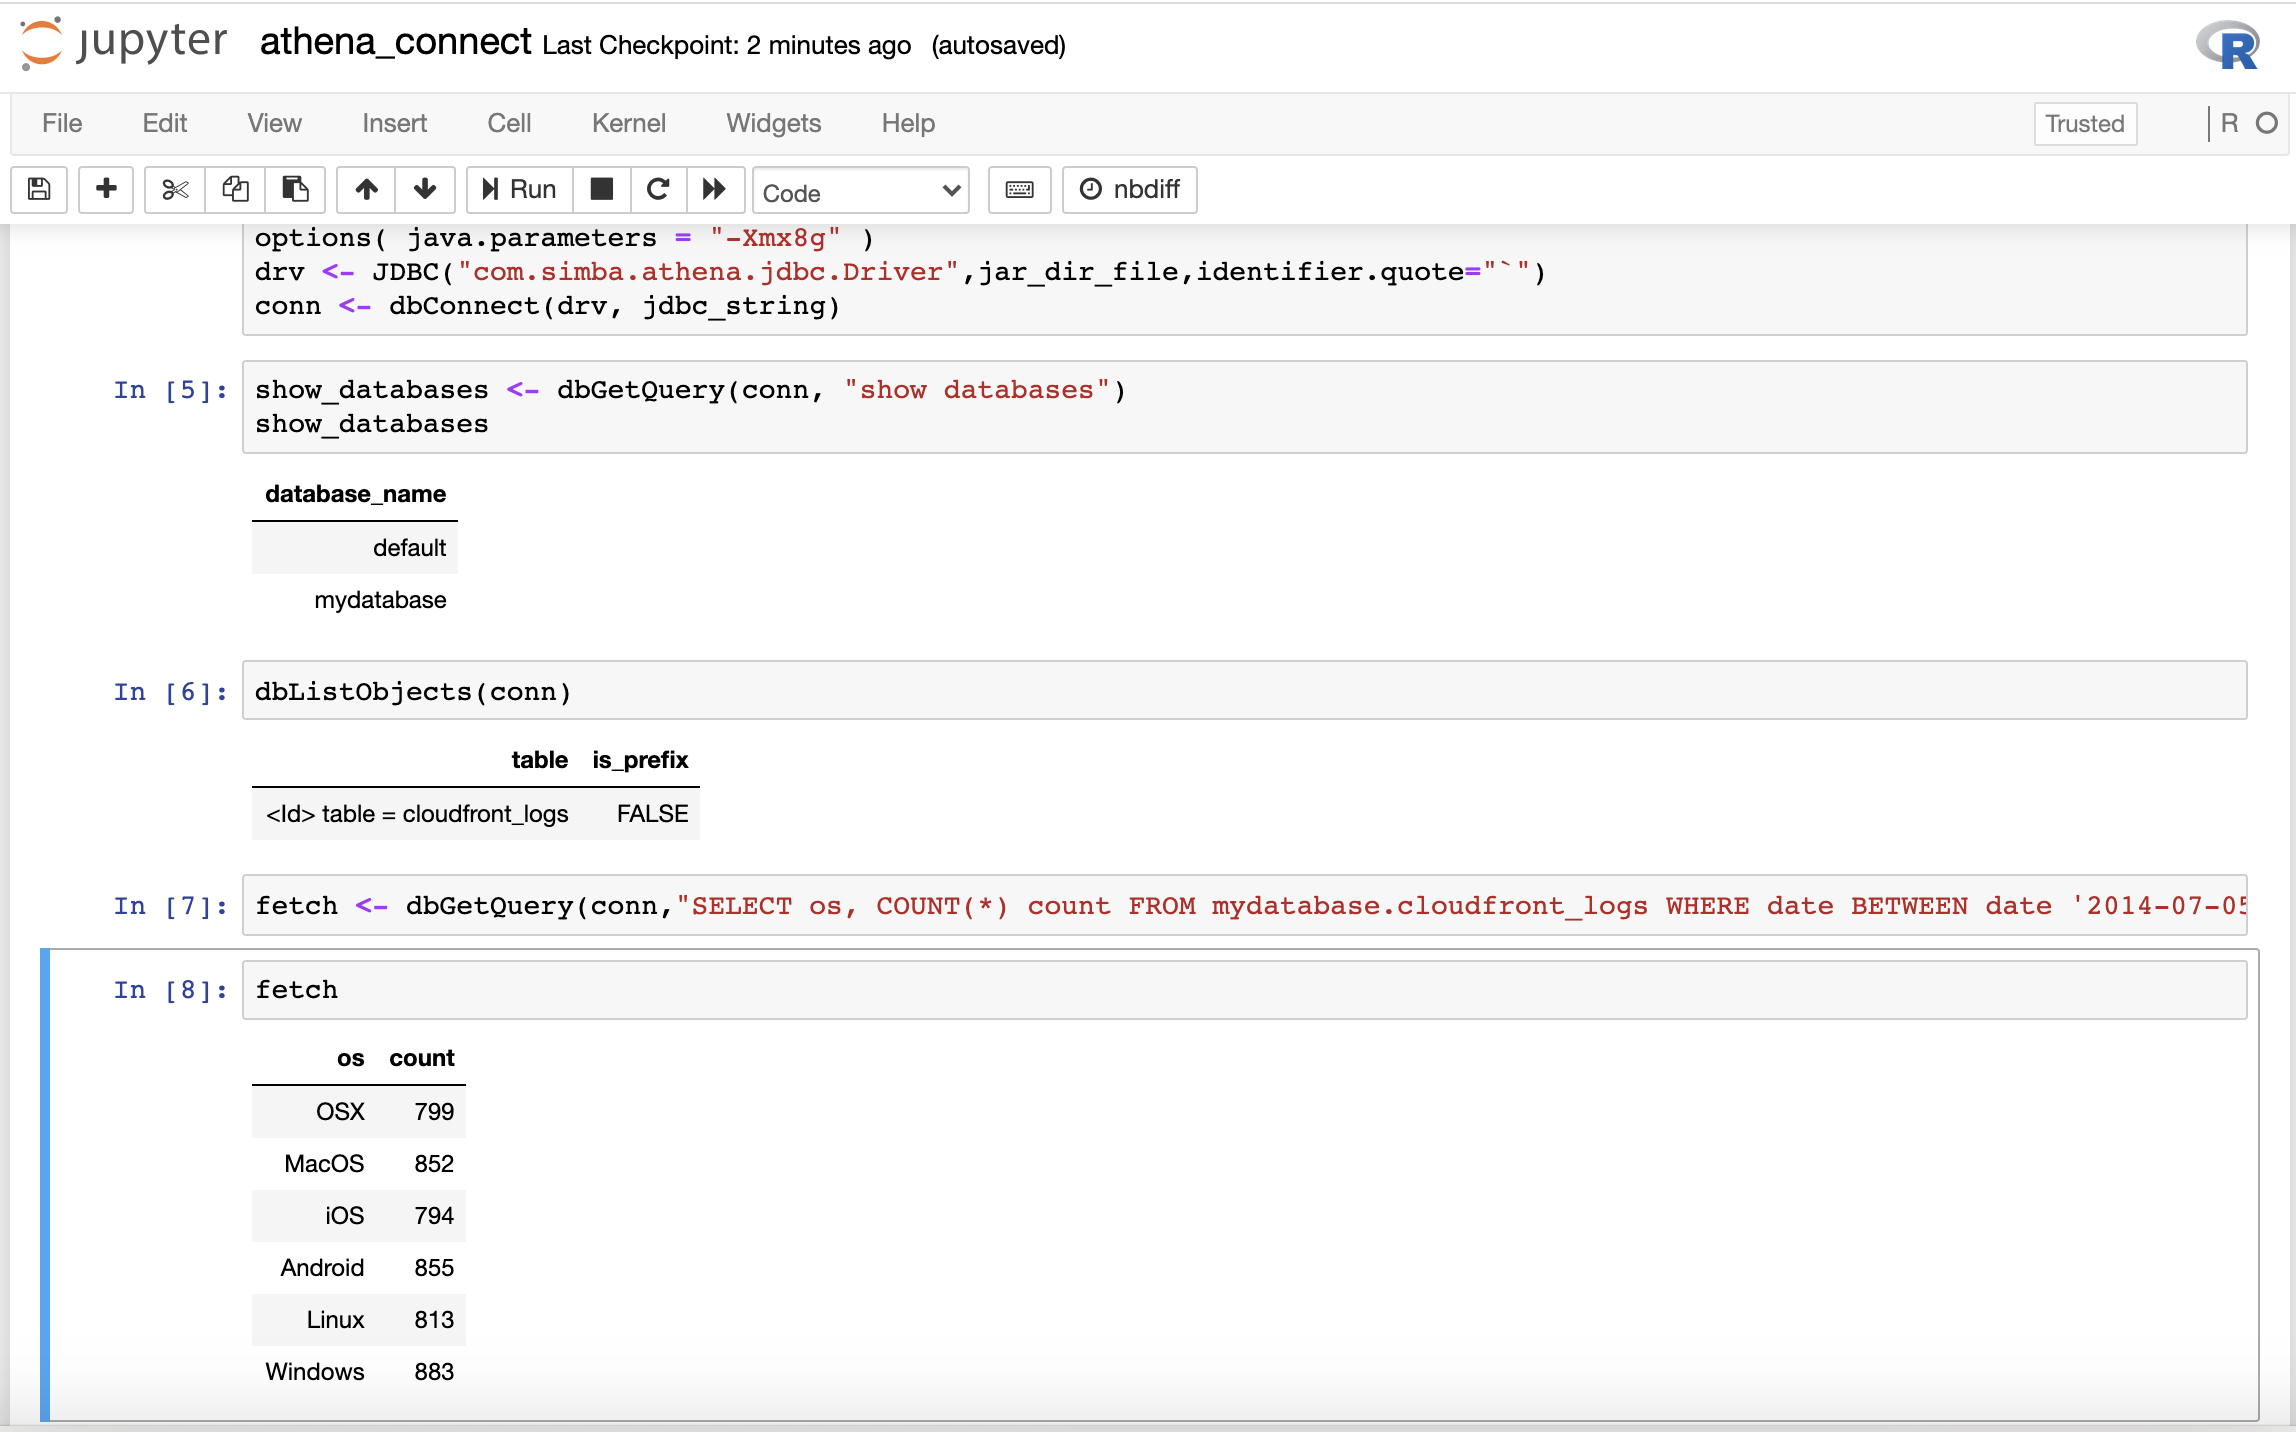 jupyter athena_connect Last Checkpoint: 2 minutes ago (autosaved)
R
File Edit View Insert Cell Kernel Widgets Help Trusted R
Run Code nbdiff
options( java.parameters = "-Xmx8g" )
drv <- JDBC("com.simba.athena.jdbc.Driver",jar_dir_file,identifier.quote="`")
conn <- dbConnect(drv, jdbc_string)
In [5]: show_databases <- dbGetQuery(conn, "show databases")
show_databases
database_name
default
mydatabase
In [6]: dbListObjects(conn)
table is_prefix
<Id> table = cloudfront_logs FALSE
In [7]: fetch <- dbGetQuery(conn,"SELECT os, COUNT(*) count FROM mydatabase.cloudfront_logs WHERE date BETWEEN date '2014-07-05
In [8]: fetch
os count
OSX 799
MacOS 852
iOS 794
Android 855
Linux 813
Windows 883